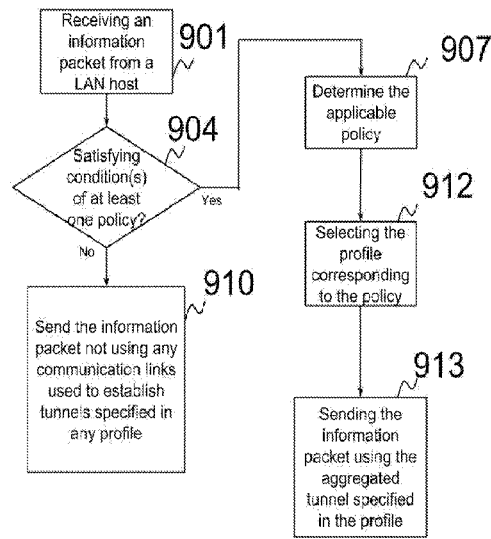 Receiving an
information
packet from a
LAN host
901
Satisfying
condition(s)
of at least
one policy?
904
Yes
No
Send the information
packet not using any
communication links
used to establish
tunnels specified in
any profile
910
Determine the
applicable
policy
907
Selecting the
profile
corresponding
to the policy
912
Sending the
information
packet using the
aggregated
tunnel specified
in the profile
913